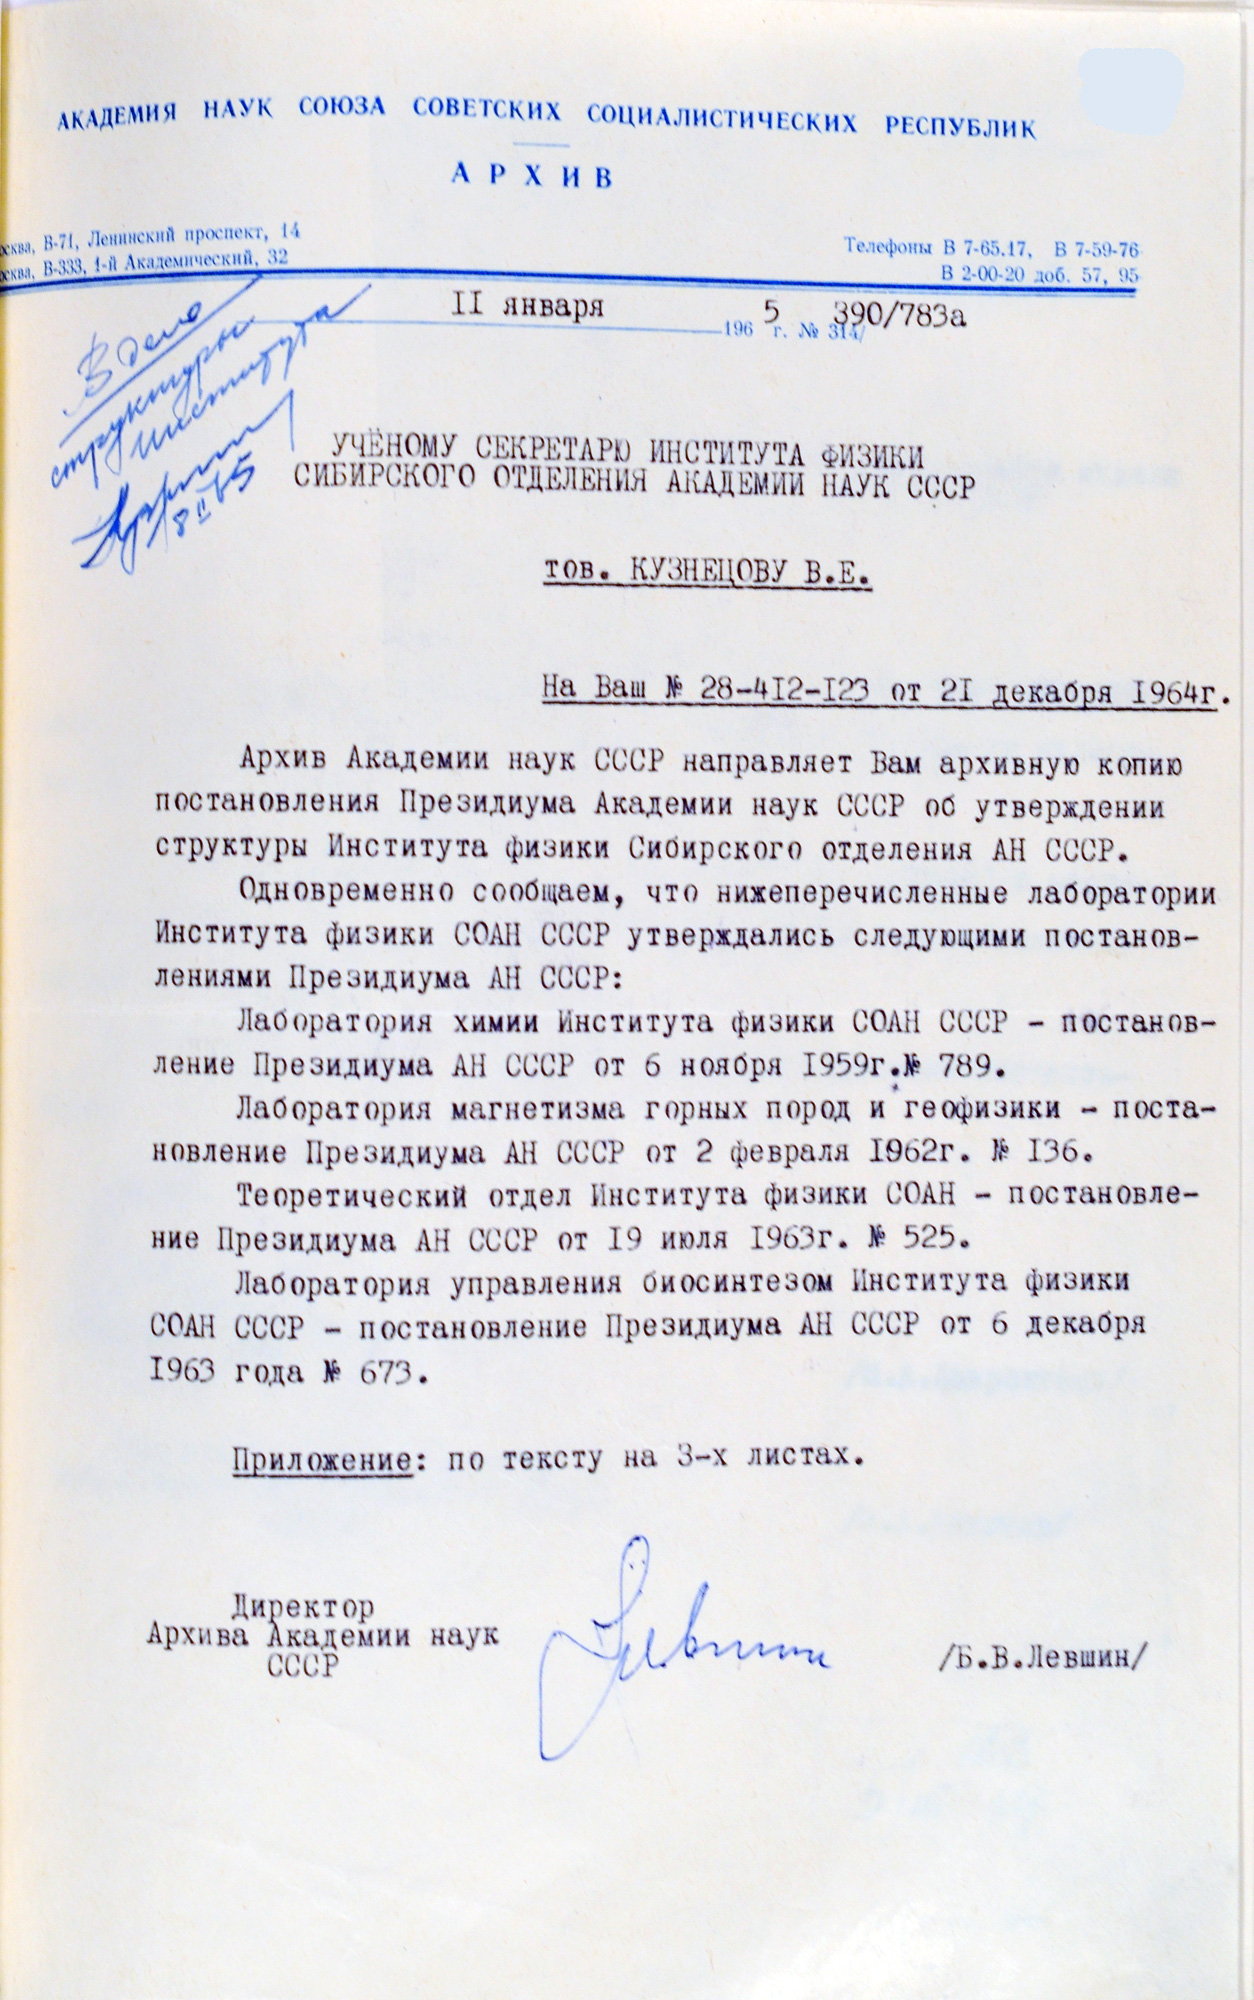 АКАДЕМИЯ НАУК СОЮЗА СОВЕТСКИХ СОЦИАЛИСТИЧЕСКИХ РЕСПУБЛИК
АРХИВ
осква, В-71, Ленинский проспект, 14
осква, В-333, 1-й Академический, 32
Телефоны В 7-65.17, В 7-59-76
В 2-00-20 доб. 57, 95
II января 196 5 г. № 314/ 390/783а
В дело
структуры
Института
8 II 65
УЧЁНОМУ СЕКРЕТАРЮ ИНСТИТУТА ФИЗИКИ
СИБИРСКОГО ОТДЕЛЕНИЯ АКАДЕМИИ НАУК СССР
тов. КУЗНЕЦОВУ В.Е.
На Ваш № 28-4I2-I23 от 2I декабря I964г.
Архив Академии наук СССР направляет Вам архивную копию
постановления Президиума Академии наук СССР об утверждении
структуры Института физики Сибирского отделения АН СССР.
Одновременно сообщаем, что нижеперечисленные лаборатории
Института физики СОАН СССР утверждались следующими постанов-
лениями Президиума АН СССР:
Лаборатория химии Института физики СОАН СССР - постанов-
ление Президиума АН СССР от 6 ноября I959г.№ 789.
Лаборатория магнетизма горных пород и геофизики - поста-
новление Президиума АН СССР от 2 февраля I962г. № I36.
Теоретический отдел Института физики СОАН - постановле-
ние Президиума АН СССР от I9 июля I963г. № 525.
Лаборатория управления биосинтезом Института физики
СОАН СССР - постановление Президиума АН СССР от 6 декабря
I963 года № 673.
Приложение: по тексту на 3-х листах.
Директор
Архива Академии наук
СССР
/Б.В.Левшин/